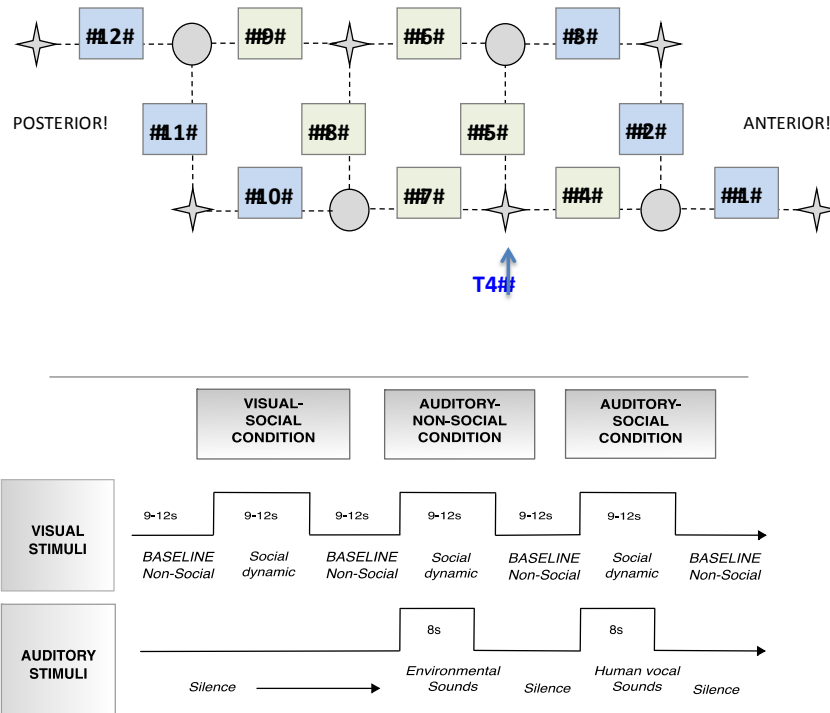 ##12# ##9# ##6# ##3#
POSTERIOR! ##11# ##8# ##5# ##2# ANTERIOR!
##10# ##7# ##4# ##1#
T4##
VISUAL-
SOCIAL
CONDITION
AUDITORY-
NON-SOCIAL
CONDITION
AUDITORY-
SOCIAL
CONDITION
VISUAL
STIMULI
9-12s 9-12s 9-12s 9-12s 9-12s 9-12s
BASELINE
Non-Social
Social
dynamic
BASELINE
Non-Social
Social
dynamic
BASELINE
Non-Social
Social
dynamic
BASELINE
Non-Social
AUDITORY
STIMULI
8s 8s
Silence
Environmental
Sounds
Silence
Human vocal
Sounds
Silence